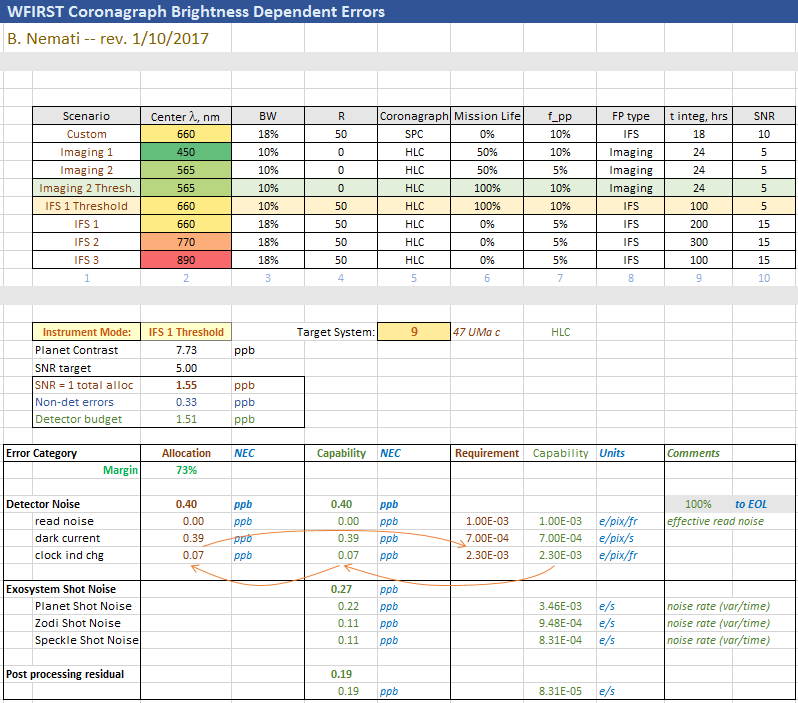 WFIRST Coronagraph Brightness Dependent Errors
B. Nemati -- rev. 1/10/2017
Scenario Center λ, nm BW R Coronagraph Mission Life f_pp FP type t integ, hrs SNR
Custom 660 18% 50 SPC 0% 10% IFS 18 10
Imaging 1 450 10% 0 HLC 50% 10% Imaging 24 5
Imaging 2 565 10% 0 HLC 50% 5% Imaging 24 5
Imaging 2 Thresh. 565 10% 0 HLC 100% 10% Imaging 24 5
IFS 1 Threshold 660 10% 50 HLC 100% 10% IFS 100 5
IFS 1 660 18% 50 HLC 0% 5% IFS 200 15
IFS 2 770 18% 50 HLC 0% 5% IFS 300 15
IFS 3 890 18% 50 HLC 0% 5% IFS 100 15
1 2 3 4 5 6 7 8 9 10
Instrument Mode: IFS 1 Threshold Target System: 9 47 UMa c HLC
Planet Contrast 7.73 ppb
SNR target 5.00
SNR = 1 total alloc 1.55 ppb
Non-det errors 0.33 ppb
Detector budget 1.51 ppb
Error Category Allocation NEC Capability NEC Requirement Capability Units Comments
Margin 73%
Detector Noise 0.40 ppb 0.40 ppb 100% to EOL
read noise 0.00 ppb 0.00 ppb 1.00E-03 1.00E-03 e/pix/fr effective read noise
dark current 0.39 ppb 0.39 ppb 7.00E-04 7.00E-04 e/pix/s
clock ind chg 0.07 ppb 0.07 ppb 2.30E-03 2.30E-03 e/pix/fr
Exosystem Shot Noise 0.27 ppb
Planet Shot Noise 0.22 ppb 3.46E-03 e/s noise rate (var/time)
Zodi Shot Noise 0.11 ppb 9.48E-04 e/s noise rate (var/time)
Speckle Shot Noise 0.11 ppb 8.31E-04 e/s noise rate (var/time)
Post processing residual 0.19
0.19 ppb 8.31E-05 e/s